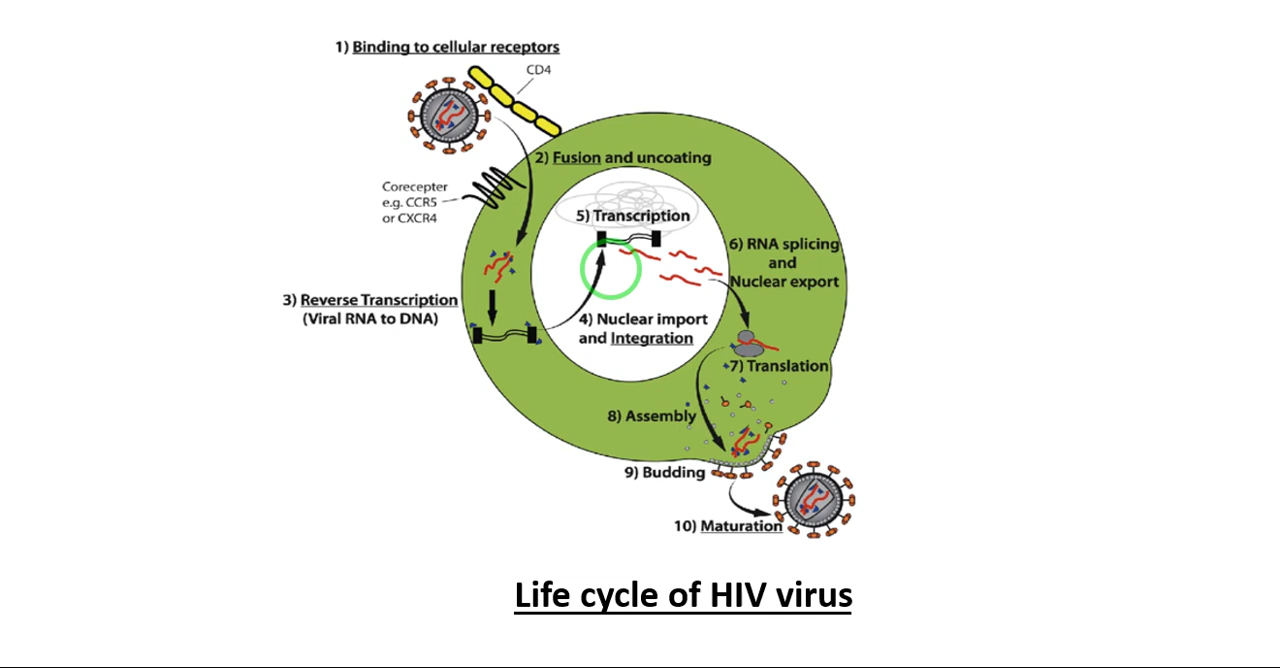 1) Binding to cellular receptors
CD4
2) Fusion and uncoating
Corecepter
e.g. CCR5
or CXCR4
5) Transcription
6) RNA splicing
and
Nuclear export
3) Reverse Transcription
(Viral RNA to DNA)
4) Nuclear import
and Integration
7) Translation
8) Assembly
9) Budding
10) Maturation
Life cycle of HIV virus